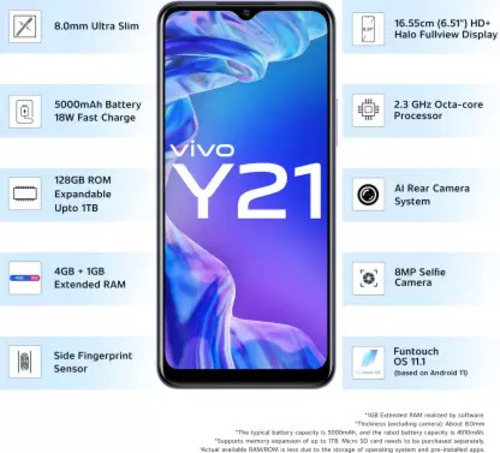 8.0mm Ultra Slim
5000mAh Battery
18W Fast Charge
128GB ROM
Expandable
Upto 1TB
4GB + 1GB
Extended RAM
Side Fingerprint
Sensor
vivo
Y21
16.55cm (6.51") HD+
Halo Fullview Display
2.3 GHz Octa-core
Processor
AI Rear Camera
System
8MP Selfie
Camera
Funtouch
OS 11.1
(based on Android 11)
*1GB Extended RAM realized by software.
*Thickness (excluding camera): About 8.0mm
*The typical battery capacity is 5000mAh, and the rated battery capacity is 4910mAh.
*Supports memory expansion of up to 1TB. Micro SD card needs to be purchased separately.
*Actual available RAM/ROM is less due to the storage of operating system and pre-installed apps.